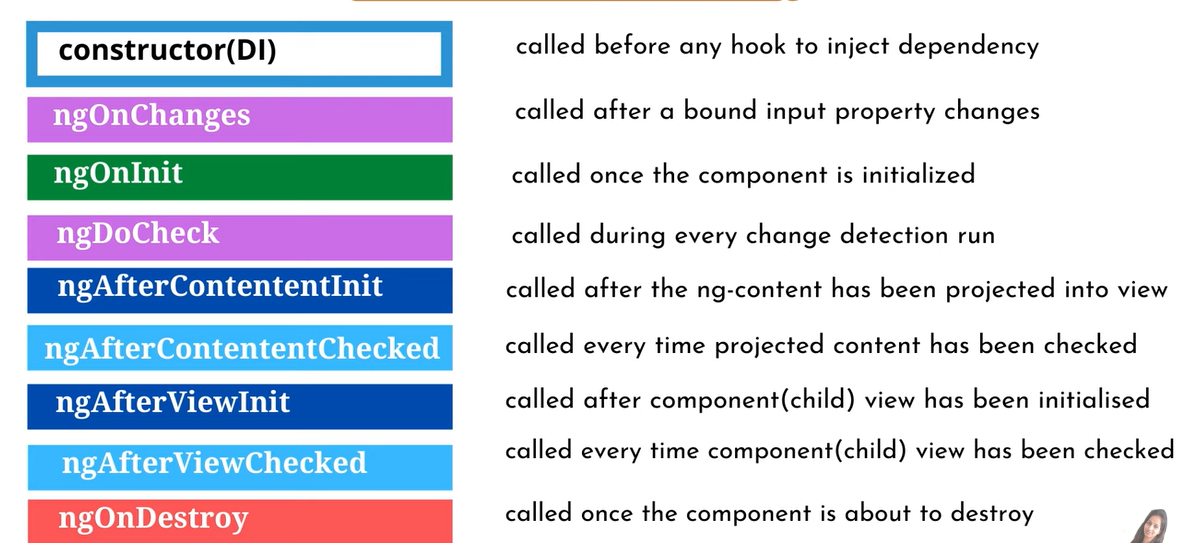 constructor(DI) called before any hook to inject dependency
ngOnChanges called after a bound input property changes
ngOnInit called once the component is initialized
ngDoCheck called during every change detection run
ngAfterContententInit called after the ng-content has been projected into view
ngAfterContententChecked called every time projected content has been checked
ngAfterViewInit called after component(child) view has been initialised
ngAfterViewChecked called every time component(child) view has been checked
ngOnDestroy called once the component is about to destroy